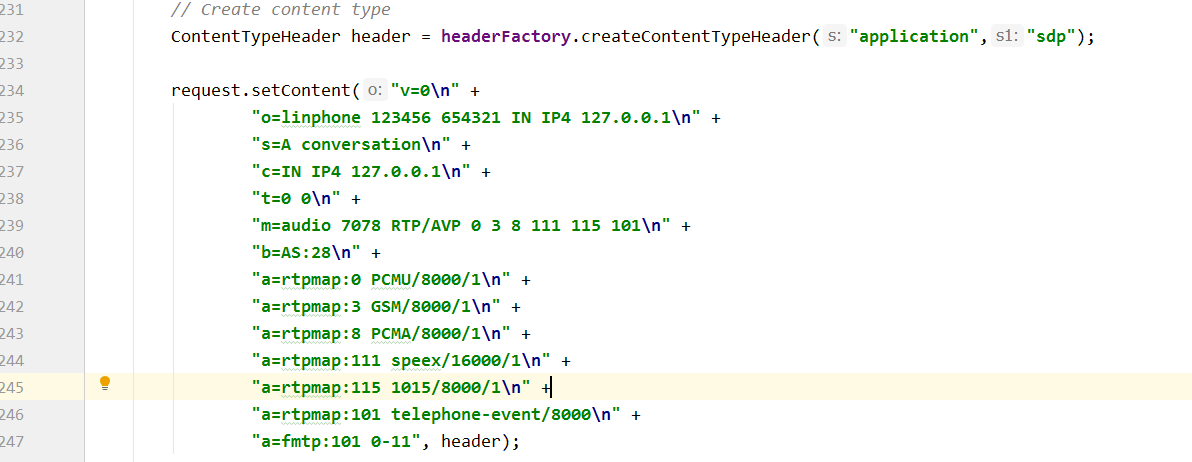 231 // Create content type
232 ContentTypeHeader header = headerFactory.createContentTypeHeader( s: "application", s1: "sdp");
233
234 request.setContent( o: "v=0\n" +
235 "o=linphone 123456 654321 IN IP4 127.0.0.1\n" +
236 "s=A conversation\n" +
237 "c=IN IP4 127.0.0.1\n" +
238 "t=0 0\n" +
239 "m=audio 7078 RTP/AVP 0 3 8 111 115 101\n" +
240 "b=AS:28\n" +
241 "a=rtpmap:0 PCMU/8000/1\n" +
242 "a=rtpmap:3 GSM/8000/1\n" +
243 "a=rtpmap:8 PCMA/8000/1\n" +
244 "a=rtpmap:111 speex/16000/1\n" +
245 "a=rtpmap:115 1015/8000/1\n" +
246 "a=rtpmap:101 telephone-event/8000\n" +
247 "a=fmtp:101 0-11", header);